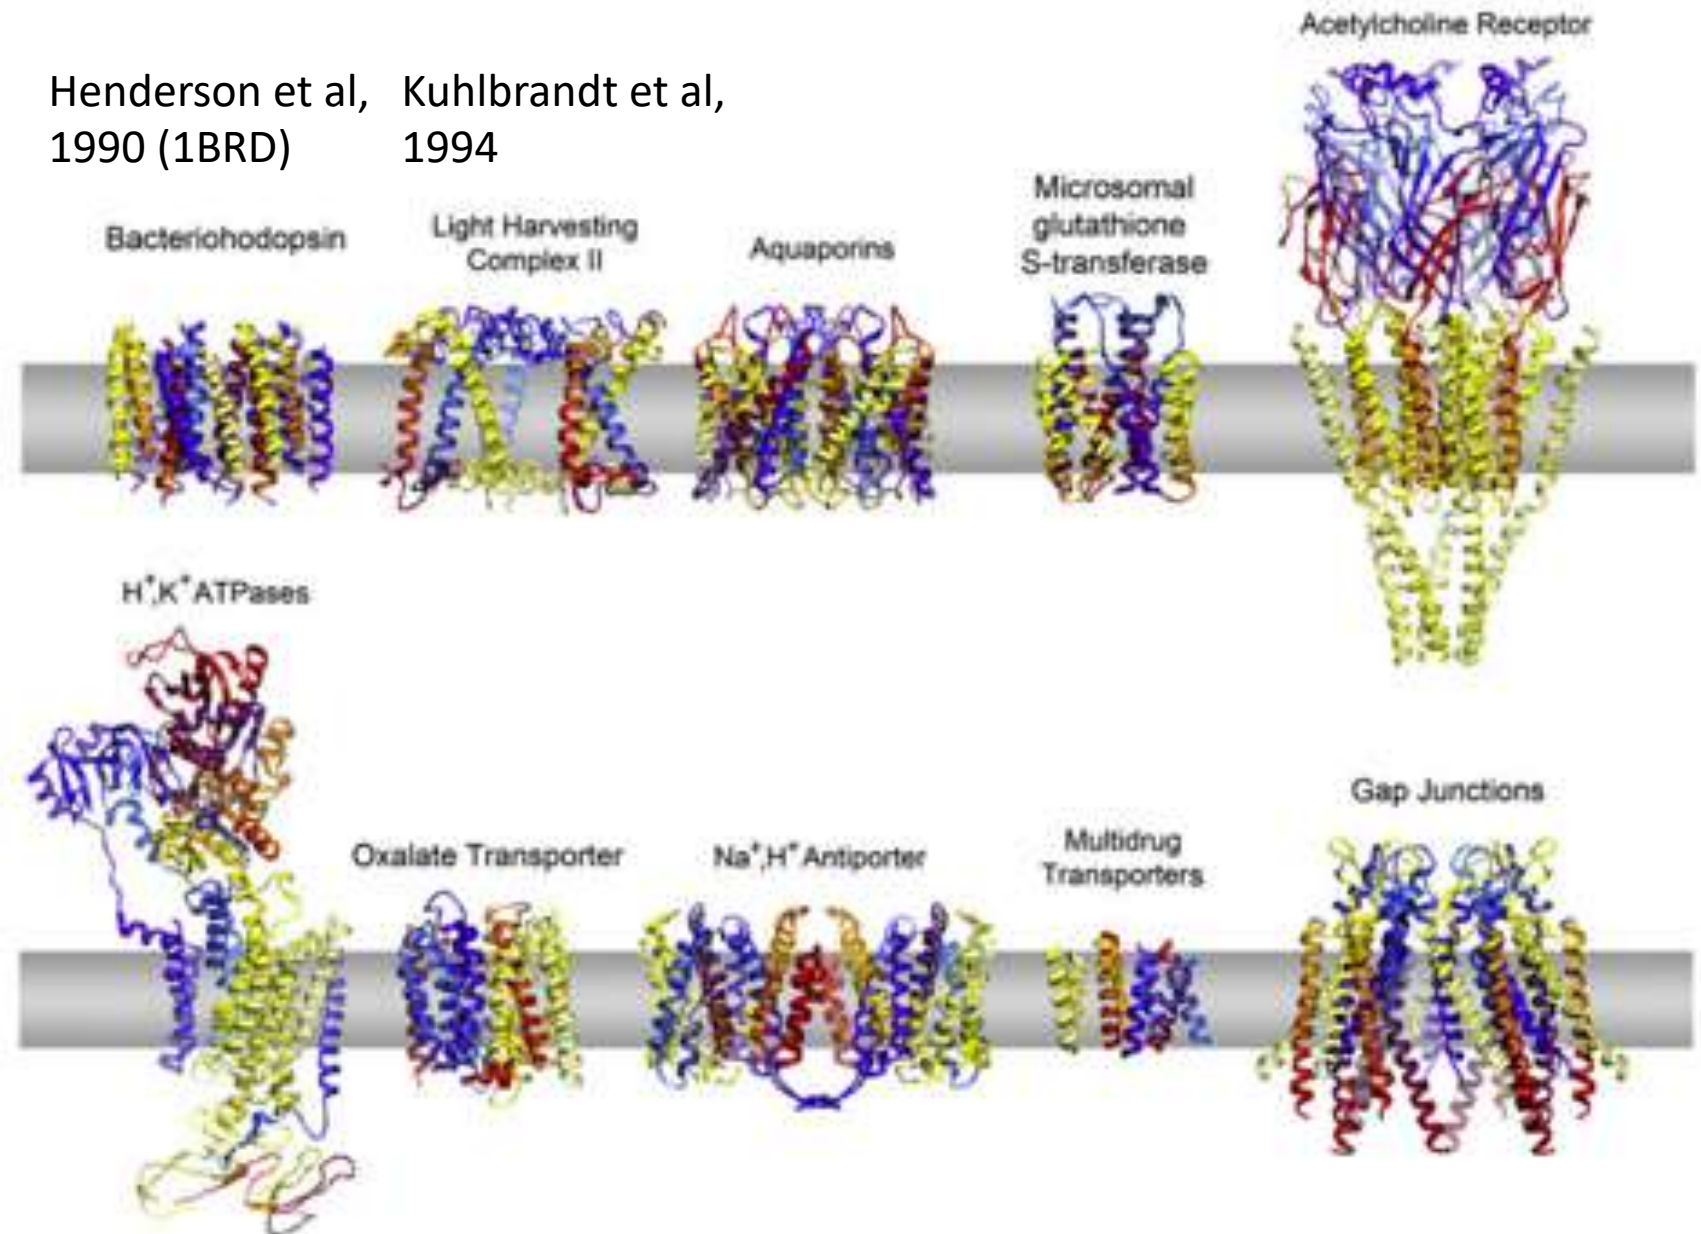 Acetylcholine Receptor
Henderson et al,
1990 (1BRD)
Kuhlbrandt et al,
1994
Bacteriohodopsin
Light Harvesting
Complex II
Aquaporins
Microsomal
glutathione
S-transferase
H⁺,K⁺ ATPases
Oxalate Transporter
Na⁺,H⁺ Antiporter
Multidrug
Transporters
Gap Junctions